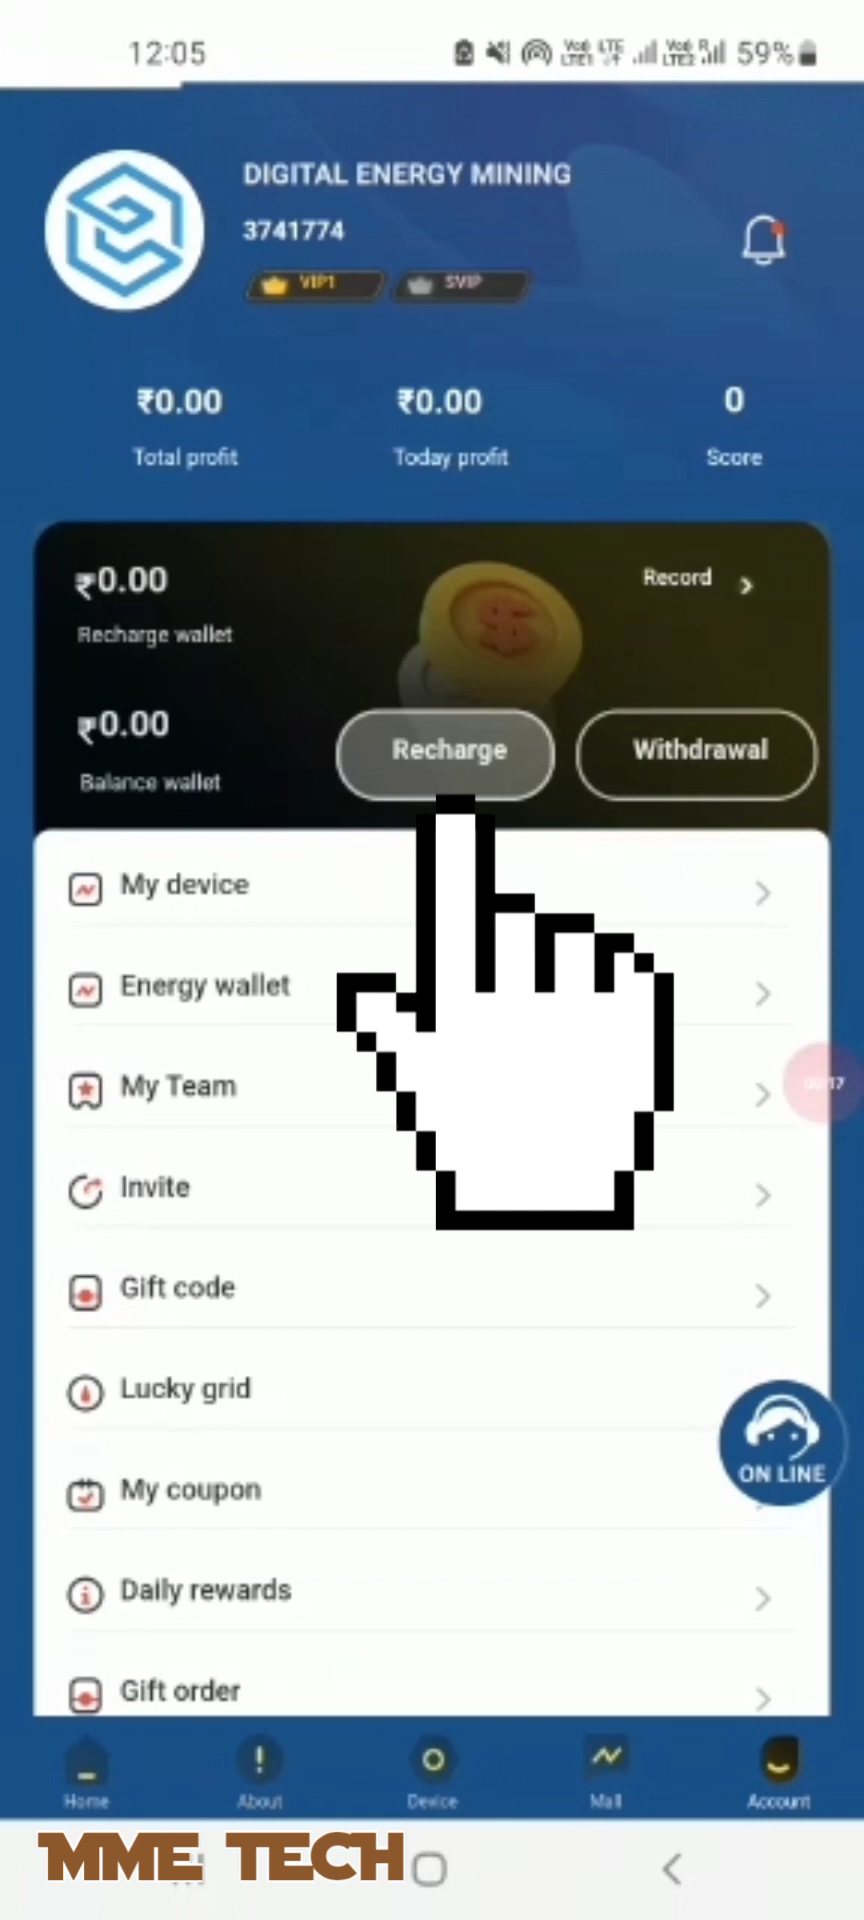 12:05
59%
DIGITAL ENERGY MINING
3741774
VIP1 SVIP
₹0.00 ₹0.00 0
Total profit Today profit Score
₹0.00 Record
Recharge wallet
₹0.00 Recharge Withdrawal
Balance wallet
My device
Energy wallet
My Team
Invite
Gift code
Lucky grid
ON LINE
My coupon
Daily rewards
Gift order
Home About Device Mall Account
MME TECH